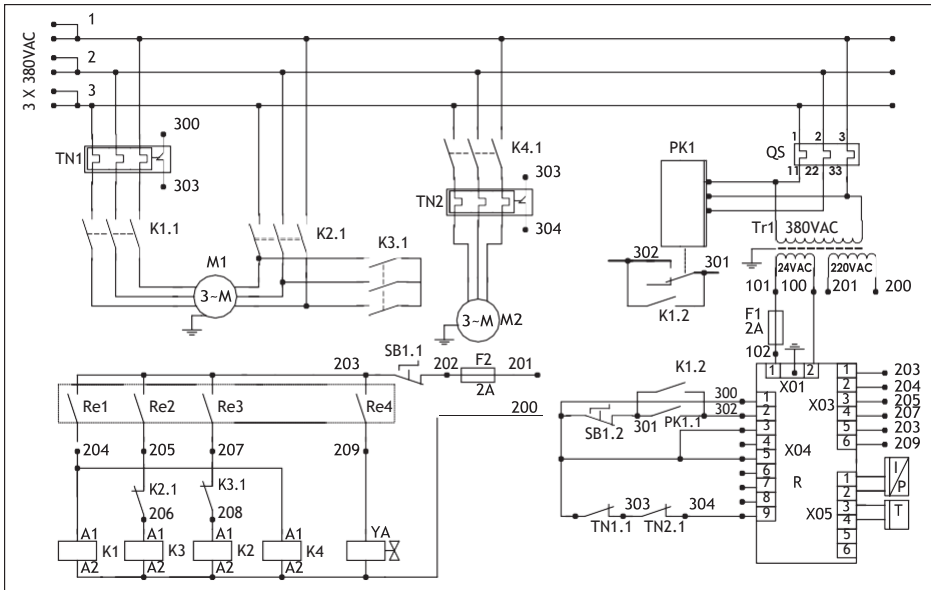 3 X 380VAC
1
2
3
TN1
300
303
K1.1
M1
3~M
K2.1
K3.1
K4.1
TN2
303
304
3~M
M2
PK1
QS
1 2 3
11 22 33
302
301
K1.2
Tr1
380VAC
24VAC
220VAC
101
100
201
200
F1
2A
102
1
2
X01
203
SB1.1
202
F2
2A
201
200
Re1
Re2
Re3
Re4
204
205
207
209
K2.1
206
K3.1
208
A1
K1
A2
A1
K3
A2
A1
K2
A2
A1
K4
A2
YA
K1.2
300
302
SB1.2
301
PK1.1
303
304
TN1.1
TN2.1
1
2
3
4
5
6
7
8
9
X04
R
X03
1
2
3
4
5
6
203
204
205
207
203
209
X05
1
2
3
4
5
6
I/P
T